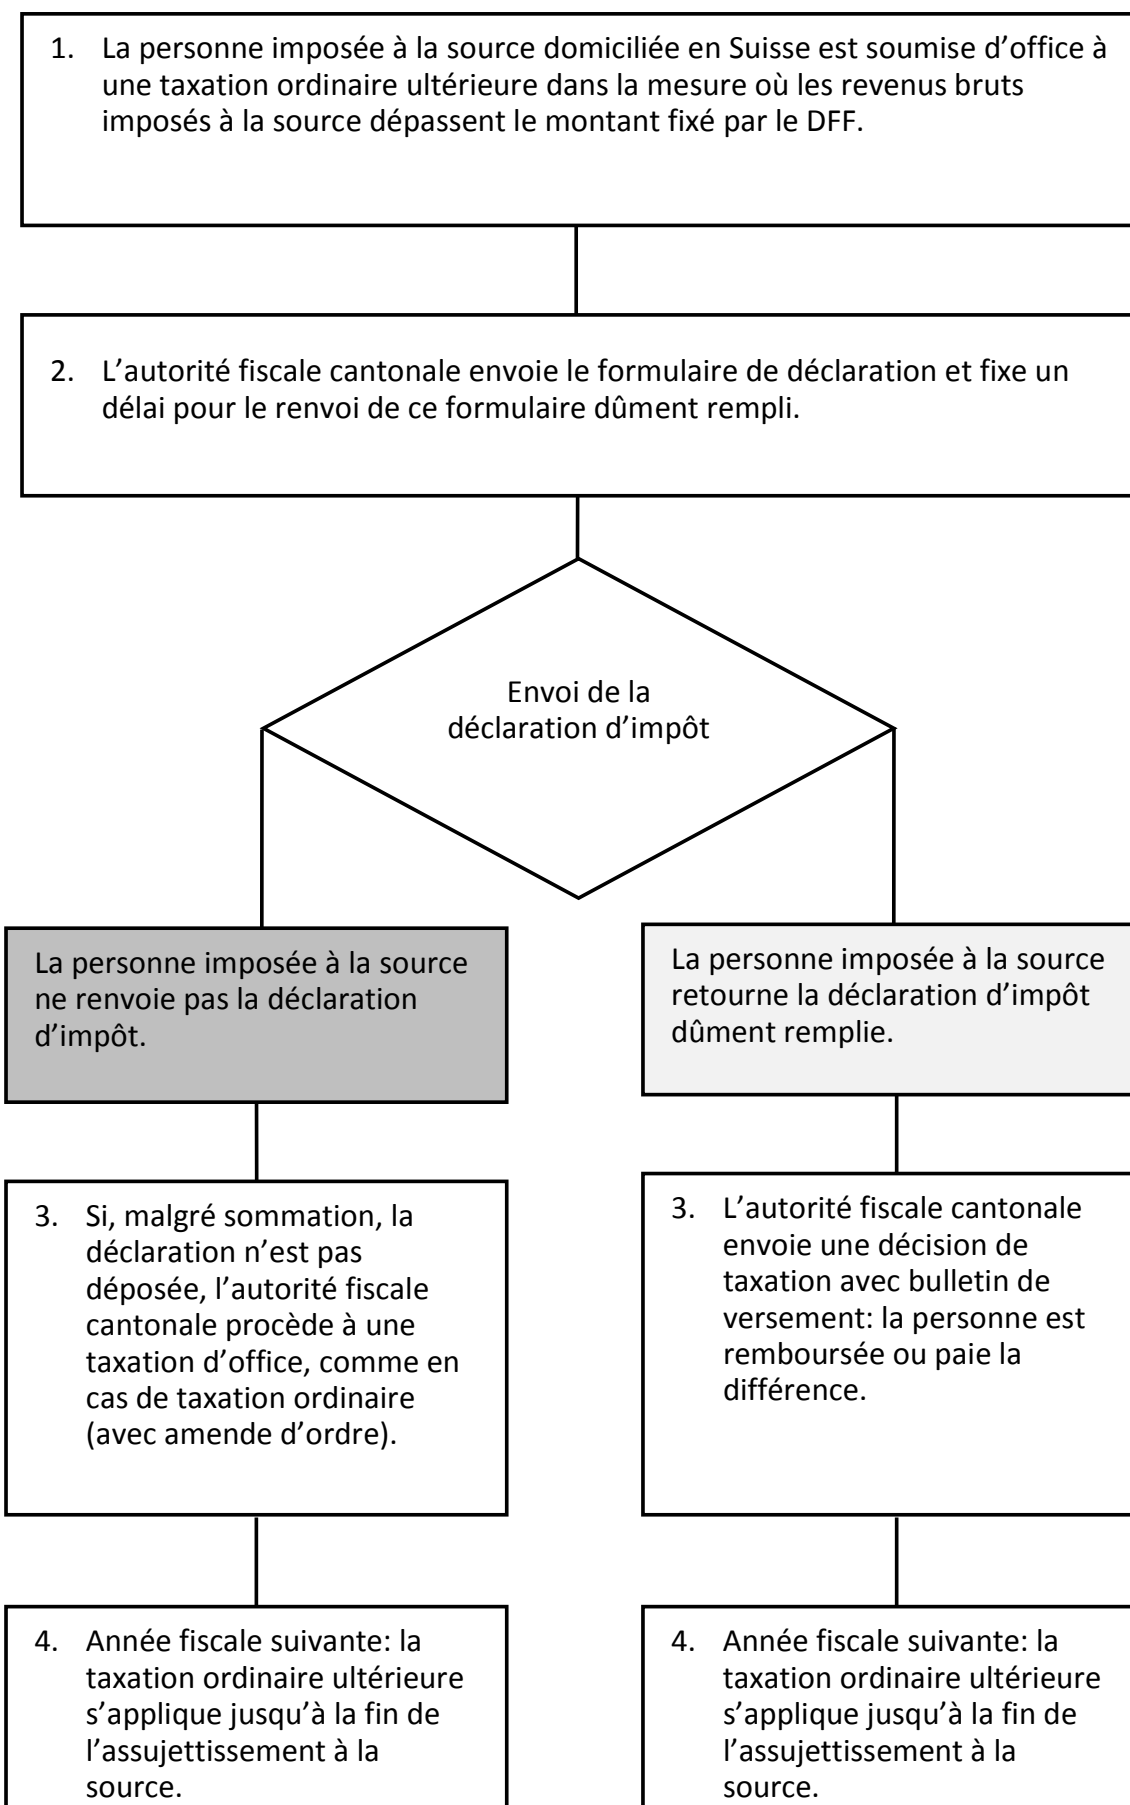 1. La personne imposée à la source domiciliée en Suisse est soumise d’office à
une taxation ordinaire ultérieure dans la mesure où les revenus bruts
imposés à la source dépassent le montant fixé par le DFF.
2. L’autorité fiscale cantonale envoie le formulaire de déclaration et fixe un
délai pour le renvoi de ce formulaire dûment rempli.
Envoi de la
déclaration d’impôt
La personne imposée à la source
ne renvoie pas la déclaration
d’impôt.
La personne imposée à la source
retourne la déclaration d’impôt
dûment remplie.
3. Si, malgré sommation, la
déclaration n’est pas
déposée, l’autorité fiscale
cantonale procède à une
taxation d’office, comme en
cas de taxation ordinaire
(avec amende d’ordre).
3. L’autorité fiscale cantonale
envoie une décision de
taxation avec bulletin de
versement: la personne est
remboursée ou paie la
différence.
4. Année fiscale suivante: la
taxation ordinaire ultérieure
s’applique jusqu’à la fin de
l’assujettissement à la
source.
4. Année fiscale suivante: la
taxation ordinaire ultérieure
s’applique jusqu’à la fin de
l’assujettissement à la
source.